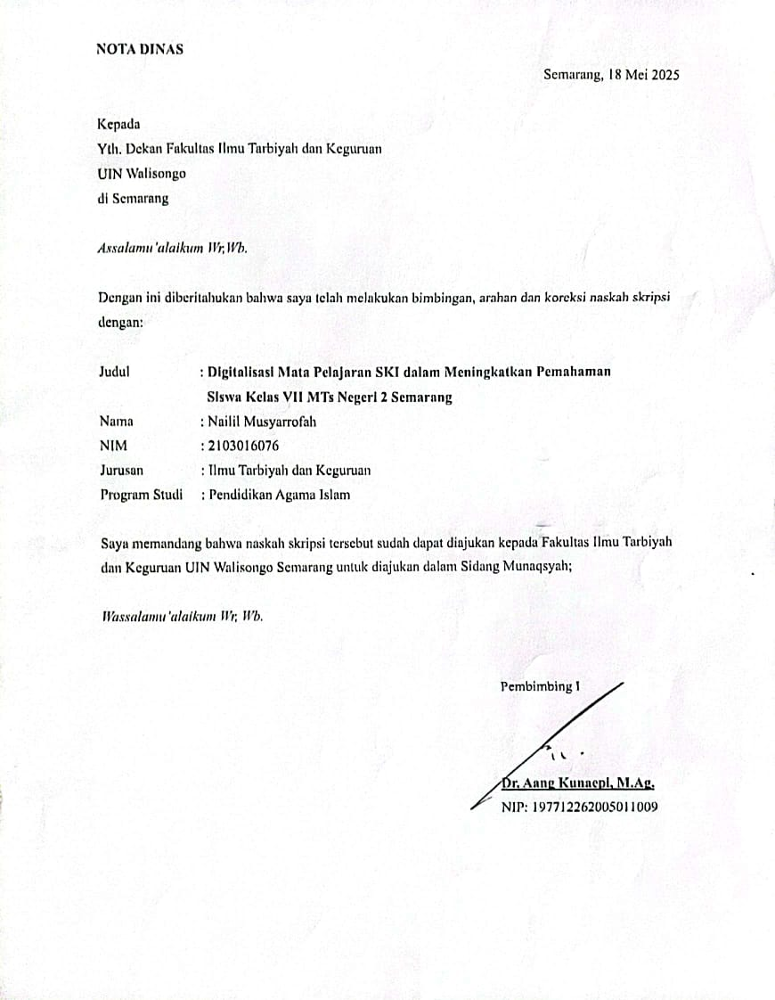 NOTA DINAS
Semarang, 18 Mei 2025
Kepada
Yth. Dekan Fakultas Ilmu Tarbiyah dan Keguruan
UIN Walisongo
di Semarang
Assalamu'alaikum Wr,Wb.
Dengan ini diberitahukan bahwa saya telah melakukan bimbingan, arahan dan koreksi naskah skripsi
dengan:
Judul : Digitalisasi Mata Pelajaran SKI dalam Meningkatkan Pemahaman
Siswa Kelas VII MTs Negeri 2 Semarang
Nama : Nailil Musyarrofah
NIM : 2103016076
Jurusan : Ilmu Tarbiyah dan Keguruan
Program Studi : Pendidikan Agama Islam
Saya memandang bahwa naskah skripsi tersebut sudah dapat diajukan kepada Fakultas Ilmu Tarbiyah
dan Keguruan UIN Walisongo Semarang untuk diajukan dalam Sidang Munaqsyah;
Wassalamu'alaikum Wr, Wb.
Pembimbing I
Dr. Aang Kunaepi, M.Ag.
NIP: 197712262005011009